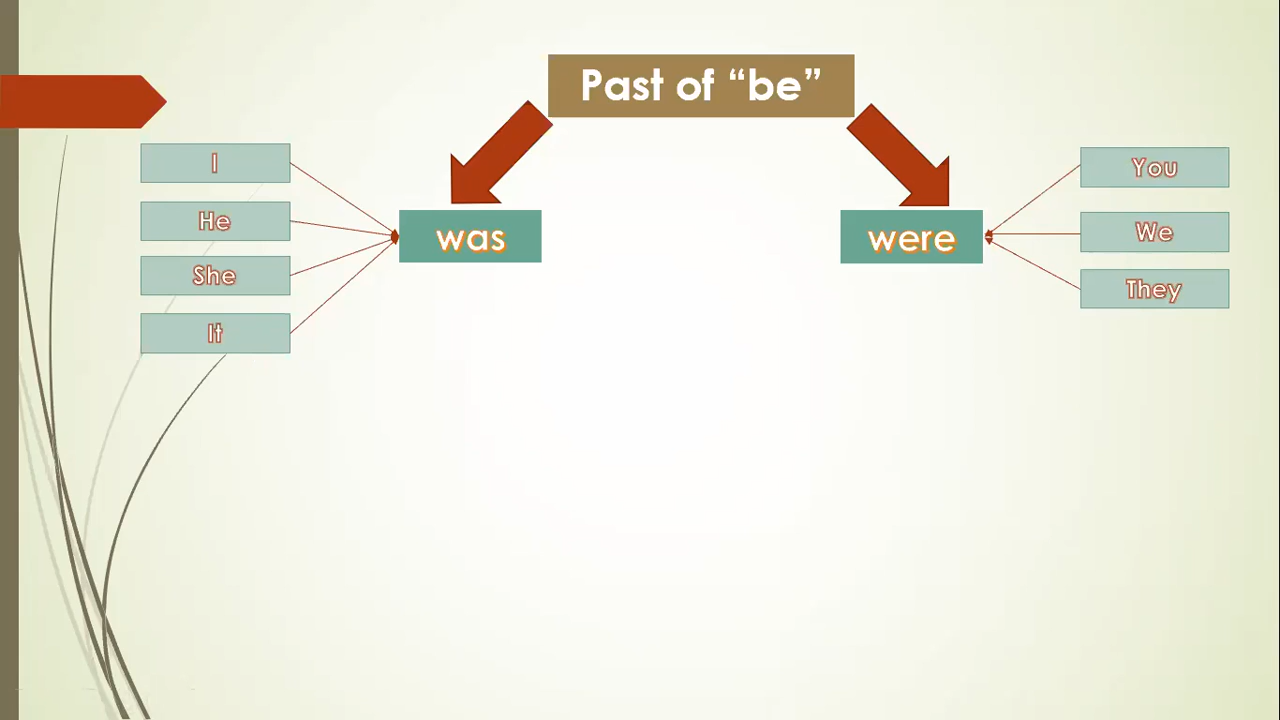 Past of “be”
I
He
She
It
was
were
You
We
They